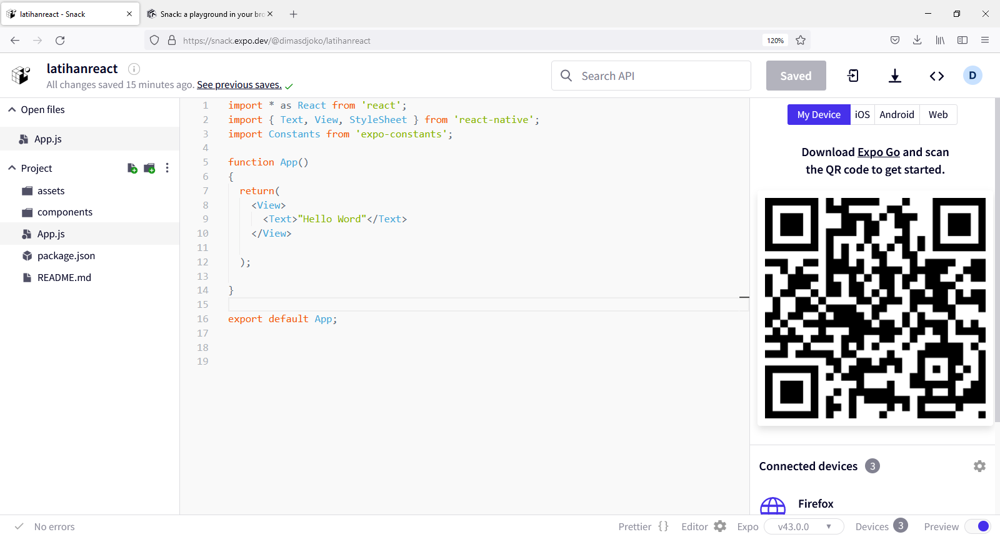 latihanreact - Snack
Snack: a playground in your bro
https://snack.expo.dev/@dimasdjoko/latihanreact
120%
latihanreact
All changes saved 15 minutes ago. See previous saves.
Search API
Saved
D
Open files
App.js
Project
assets
components
App.js
package.json
README.md
1 import * as React from 'react';
2 import { Text, View, StyleSheet } from 'react-native';
3 import Constants from 'expo-constants';
4
5 function App()
6 {
7 return(
8 <View>
9 <Text>"Hello Word"</Text>
10 </View>
11
12 );
13
14 }
15
16 export default App;
17
18
19
My Device iOS Android Web
Download Expo Go and scan
the QR code to get started.
Connected devices 3
Firefox
No errors
Prettier {} Editor Expo v43.0.0 Devices 3 Preview